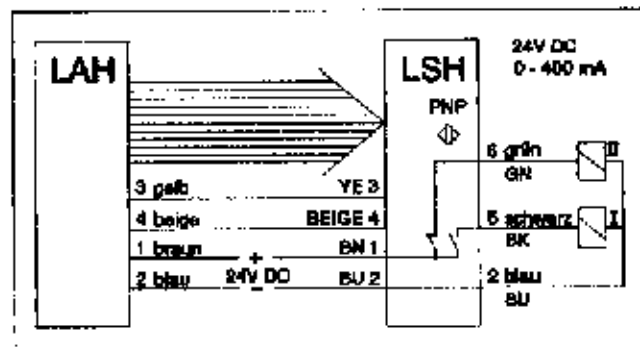 LAH
LSH
24V DC
0 - 400 mA
PNP
6 grün II
GN
3 gelb YE 3
4 beige BEIGE 4
5 schwarz I
BK
1 braun + BN 1
2 blau 24V DC BU 2
−
2 blau
BU